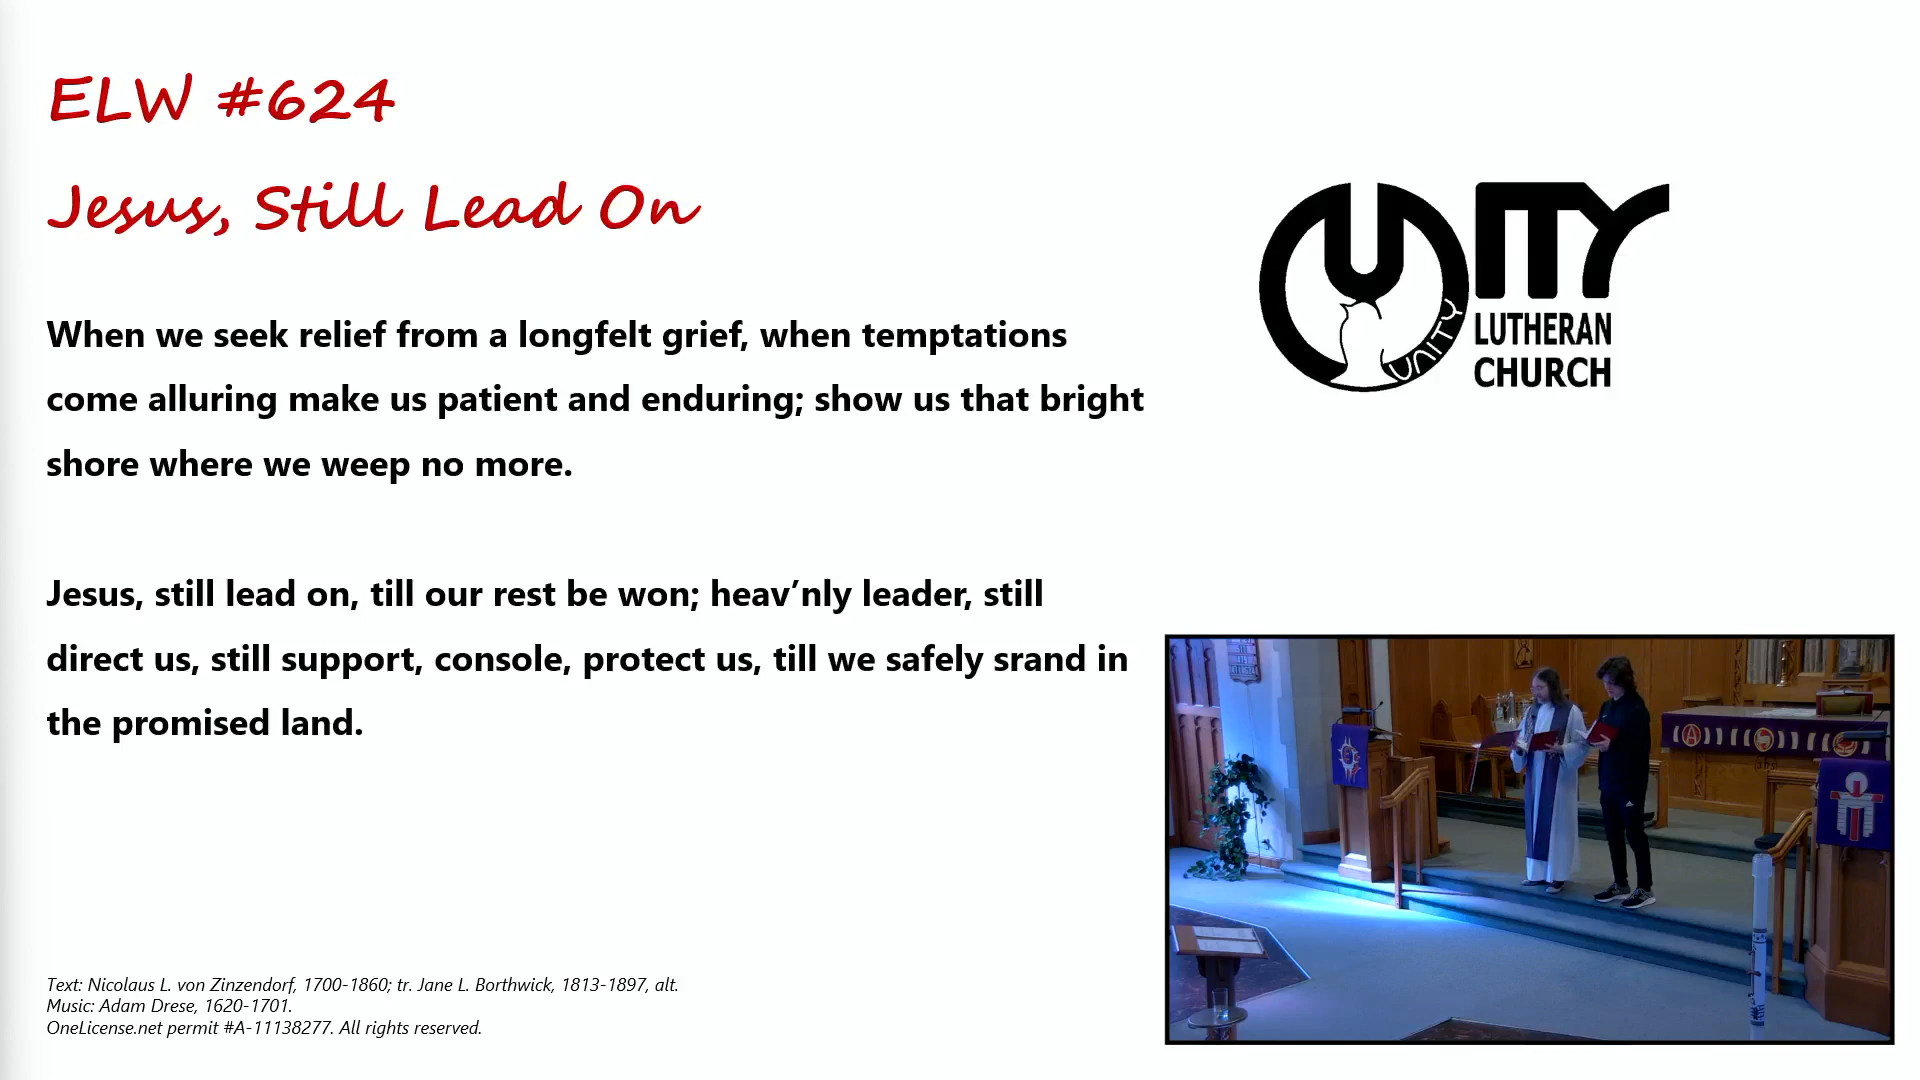 ELW #624
Jesus, Still Lead On
When we seek relief from a longfelt grief, when temptations
come alluring make us patient and enduring; show us that bright
shore where we weep no more.
Jesus, still lead on, till our rest be won; heav’nly leader, still
direct us, still support, console, protect us, till we safely srand in
the promised land.
Text: Nicolaus L. von Zinzendorf, 1700-1860; tr. Jane L. Borthwick, 1813-1897, alt.
Music: Adam Drese, 1620-1701.
OneLicense.net permit #A-11138277. All rights reserved.
UNITY
UNITY
LUTHERAN
CHURCH